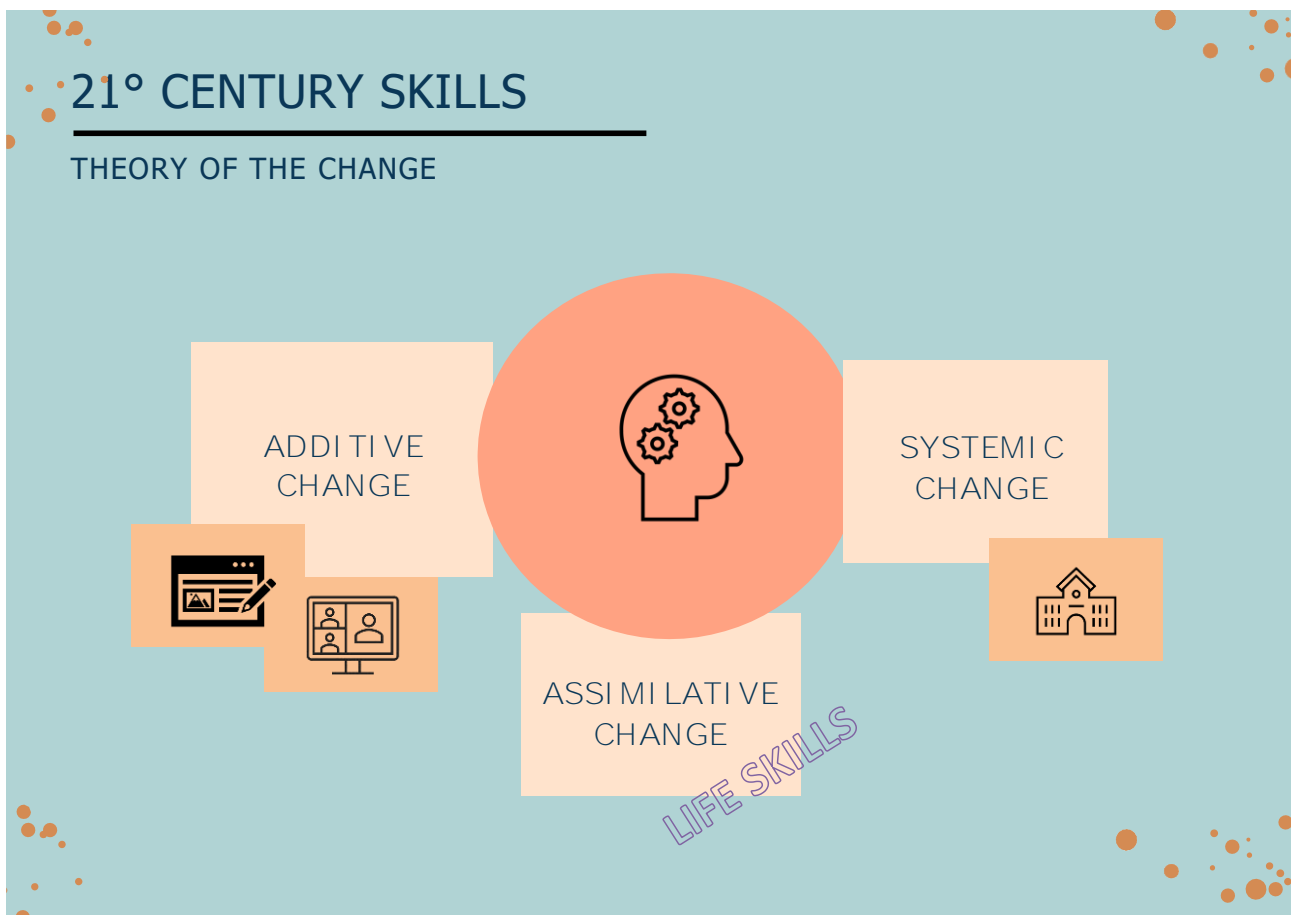 21° CENTURY SKILLS
THEORY OF THE CHANGE
ADDITIVE
CHANGE
SYSTEMIC
CHANGE
ASSIMILATIVE
CHANGE
LIFE SKILLS